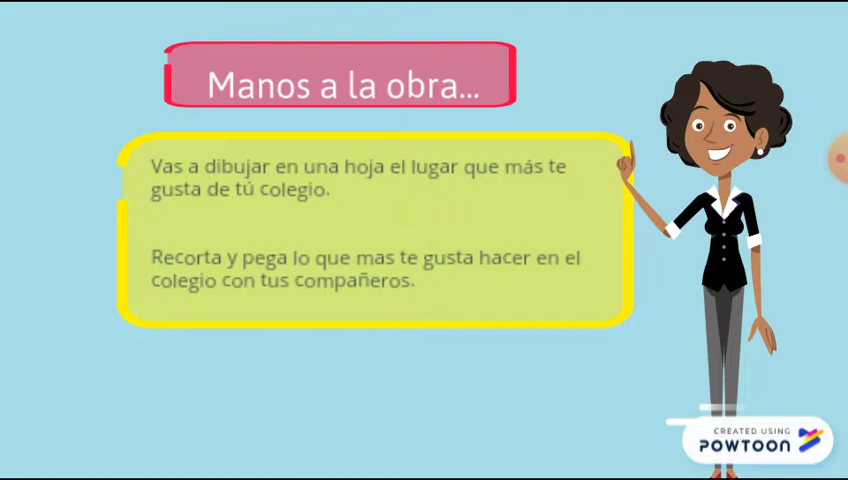 Manos a la obra...
Vas a dibujar en una hoja el lugar que más te
gusta de tú colegio.
Recorta y pega lo que mas te gusta hacer en el
colegio con tus compañeros.
CREATED USING
POWTOON